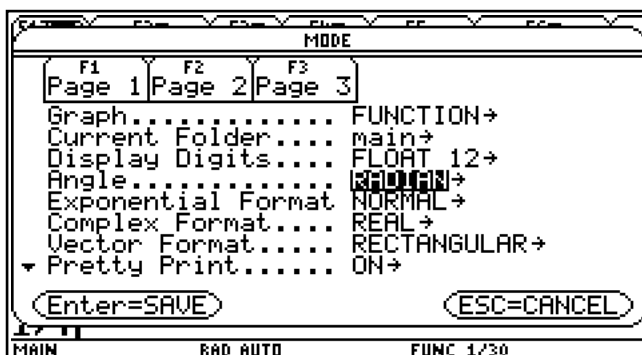 MODE
F1 F2 F3
Page 1 Page 2 Page 3
Graph............. FUNCTION→
Current Folder.... main→
Display Digits.... FLOAT 12→
Angle............. RADIAN→
Exponential Format NORMAL→
Complex Format.... REAL→
Vector Format..... RECTANGULAR→
Pretty Print...... ON→
Enter=SAVE ESC=CANCEL
MAIN RAD AUTO FUNC 1/30